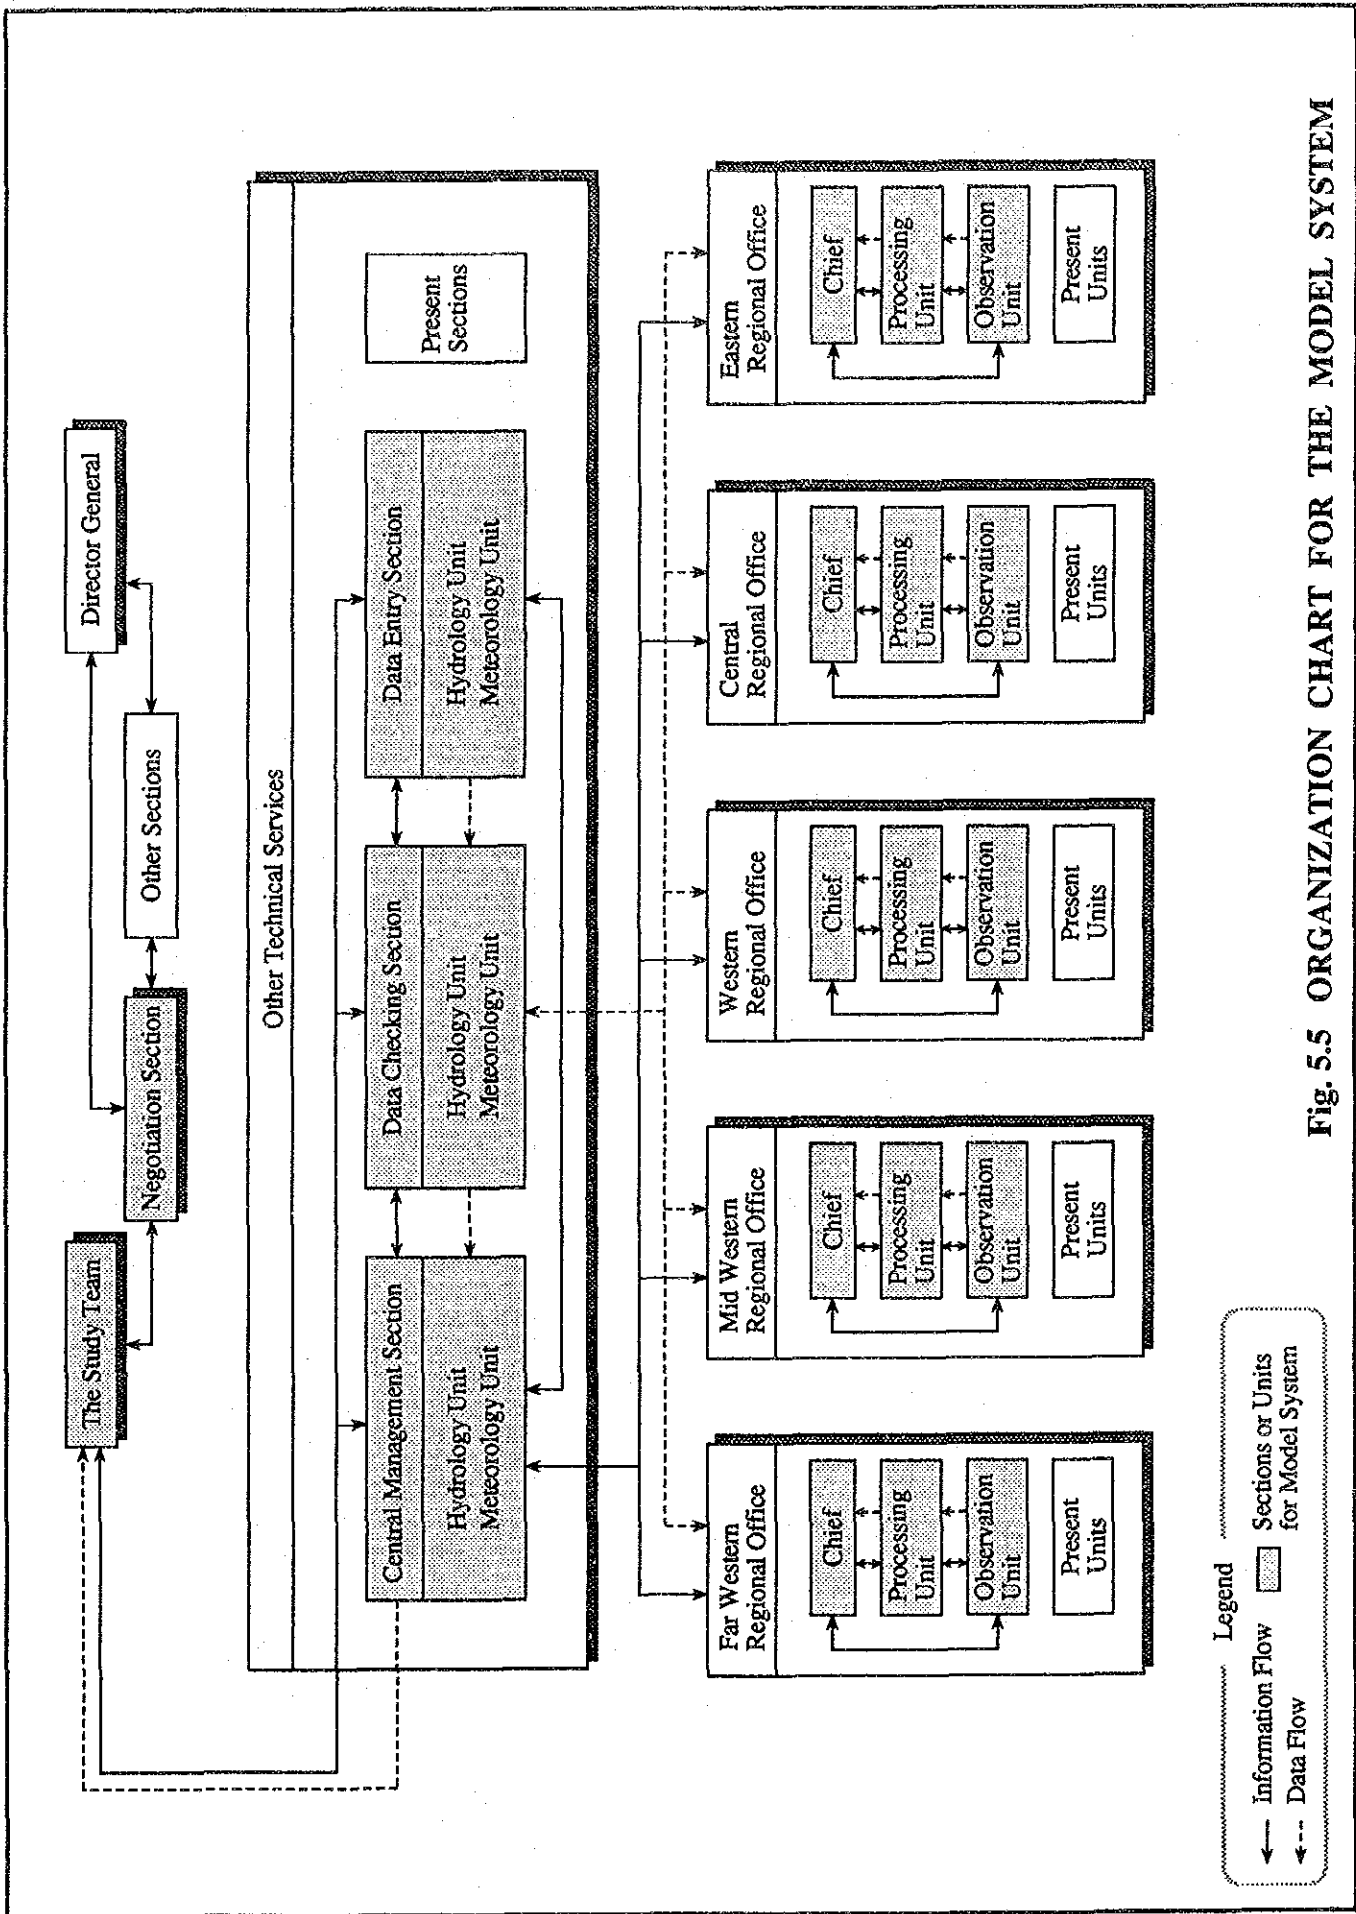 The Study Team
Negotiation Section
Other Sections
Director General
Other Technical Services
Central Management Section
Hydrology Unit
Meteorology Unit
Data Checking Section
Hydrology Unit
Meteorology Unit
Data Entry Section
Hydrology Unit
Meteorology Unit
Present
Sections
Far Western
Regional Office
Chief
Processing
Unit
Observation
Unit
Present
Units
Mid Western
Regional Office
Chief
Processing
Unit
Observation
Unit
Present
Units
Western
Regional Office
Chief
Processing
Unit
Observation
Unit
Present
Units
Central
Regional Office
Chief
Processing
Unit
Observation
Unit
Present
Units
Eastern
Regional Office
Chief
Processing
Unit
Observation
Unit
Present
Units
Legend
Information Flow
Data Flow
Sections or Units
for Model System
Fig. 5.5 ORGANIZATION CHART FOR THE MODEL SYSTEM